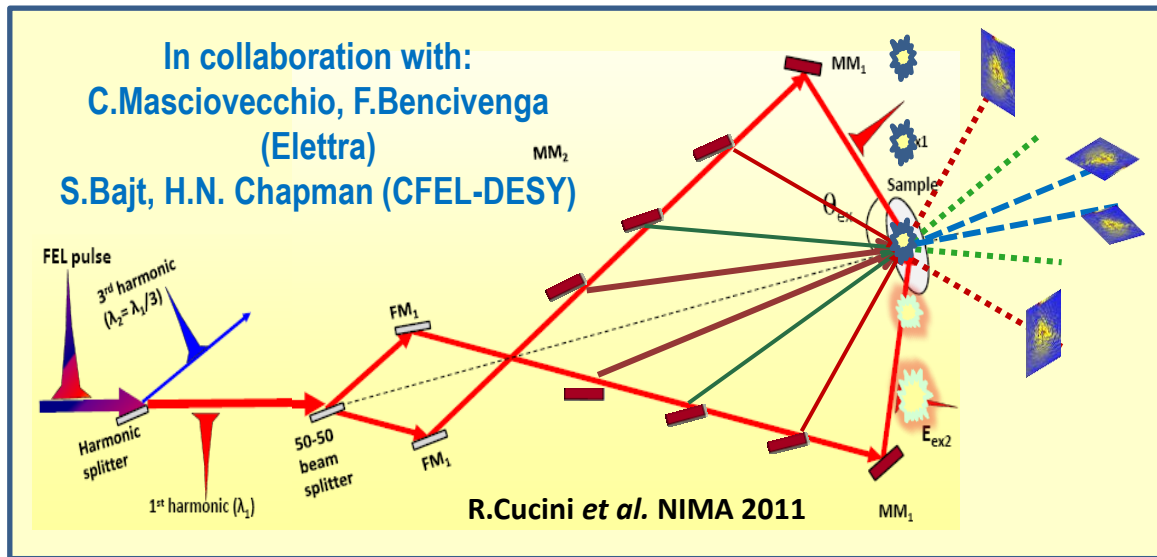 In collaboration with:
C.Masciovecchio, F.Bencivenga
(Elettra)
S.Bajt, H.N. Chapman (CFEL-DESY)
MM₁
MM₂
x1
Sample
θex
FEL pulse
3rd harmonic
(λ₂= λ₁/3)
FM₁
Harmonic
splitter
50-50
beam
splitter
FM₁
1st harmonic (λ₁)
Eex2
MM₁
R.Cucini et al. NIMA 2011